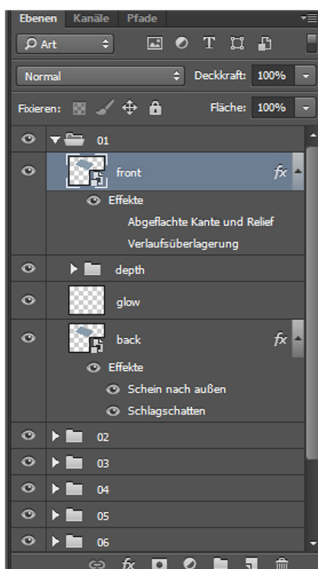 Ebenen Kanäle Pfade
Art
Normal Deckkraft: 100%
Fixieren: Fläche: 100%
01
front fx
Effekte
Abgeflachte Kante und Relief
Verlaufsüberlagerung
depth
glow
back fx
Effekte
Schein nach außen
Schlagschatten
02
03
04
05
06
fx